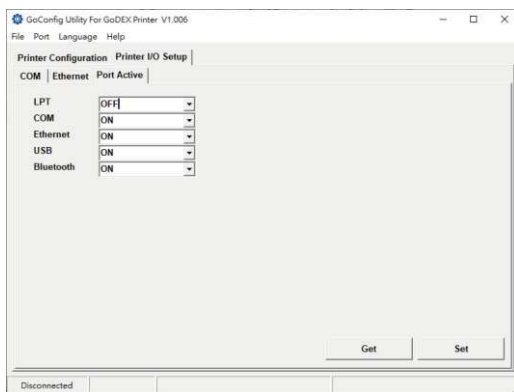 GoConfig Utility For GoDEX Printer V1.006
File Port Language Help
Printer Configuration Printer I/O Setup
COM Ethernet Port Active
LPT OFF
COM ON
Ethernet ON
USB ON
Bluetooth ON
Get Set
Disconnected